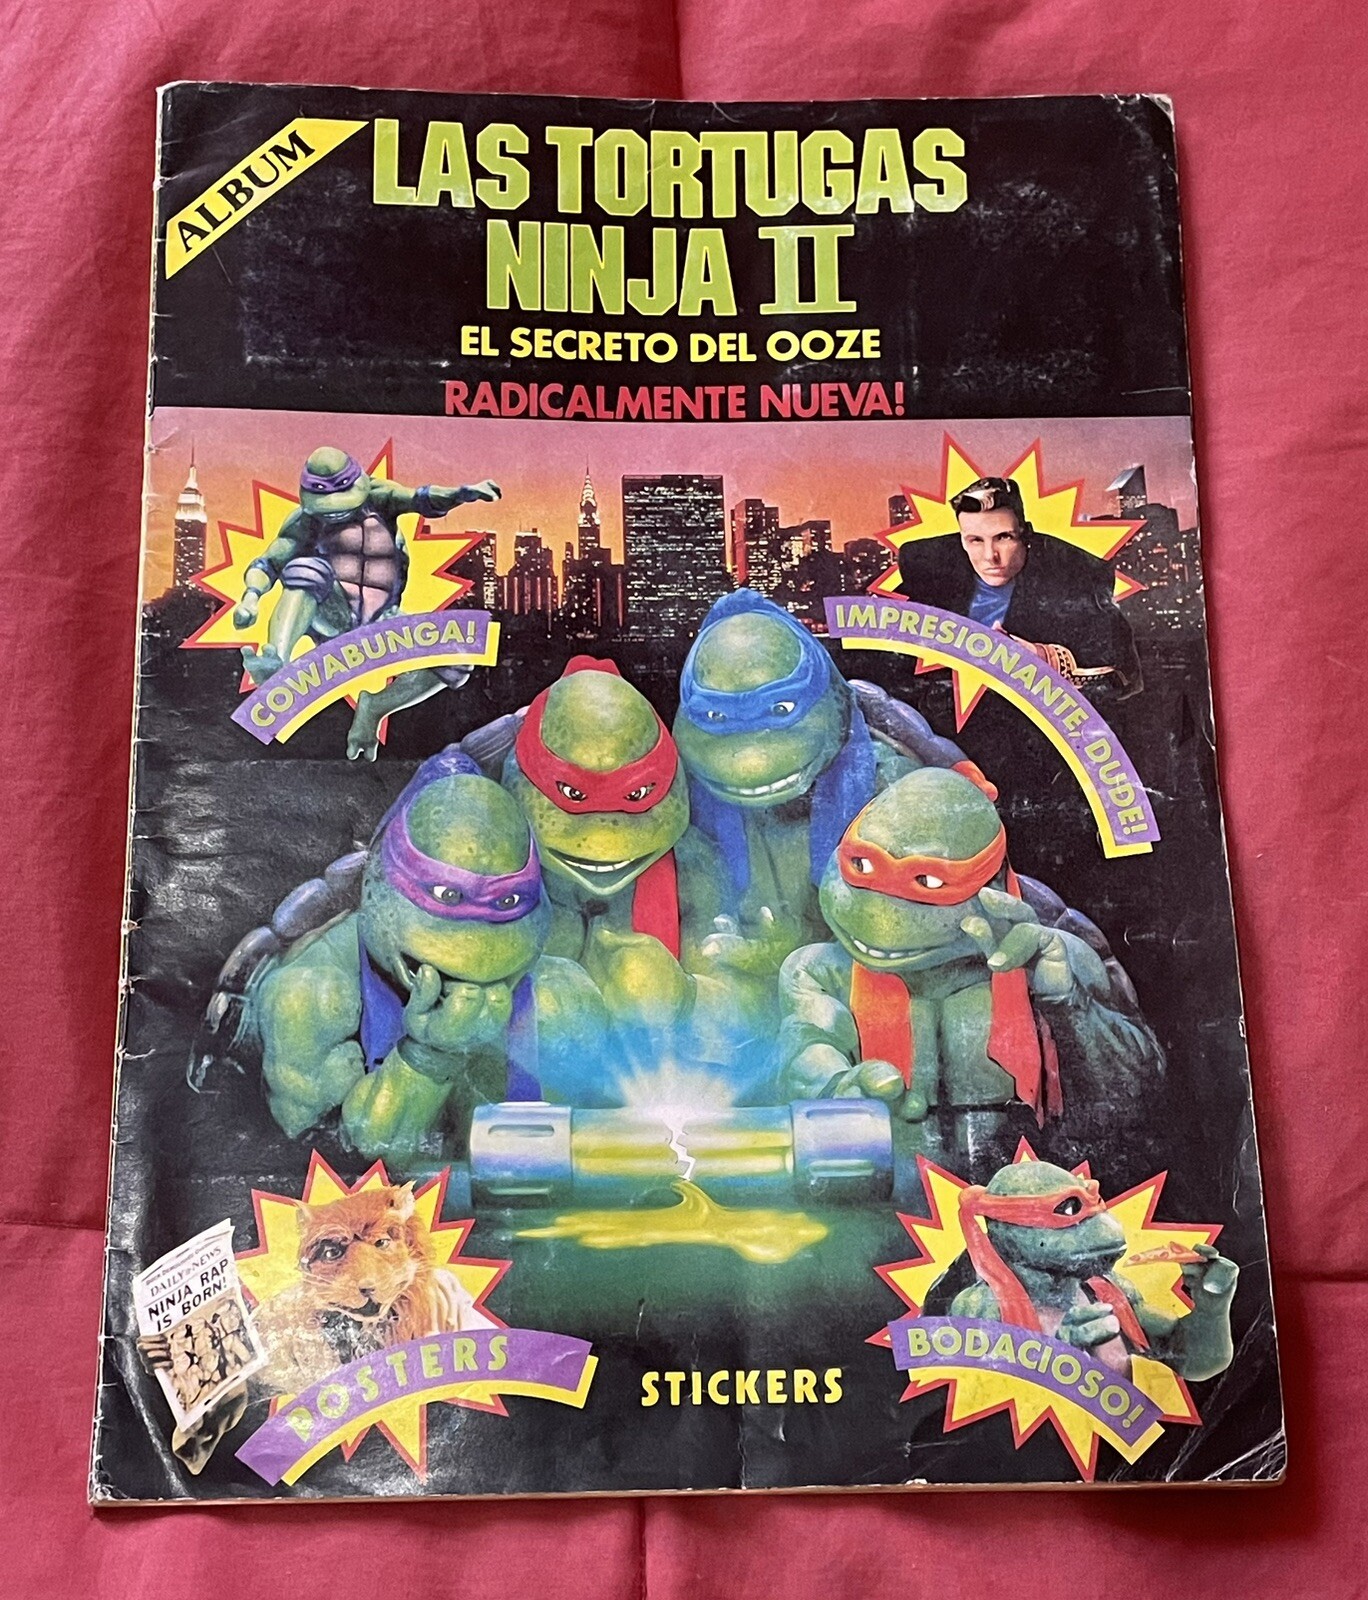 ALBUM
LAS TORTUGAS
NINJA II
EL SECRETO DEL OOZE
RADICALMENTE NUEVA!
COWABUNGA!
IMPRESIONANTE, DUDE!
DAILY NEWS
NINJA RAP
IS BORN!
POSTERS
STICKERS
BODACIOSO!